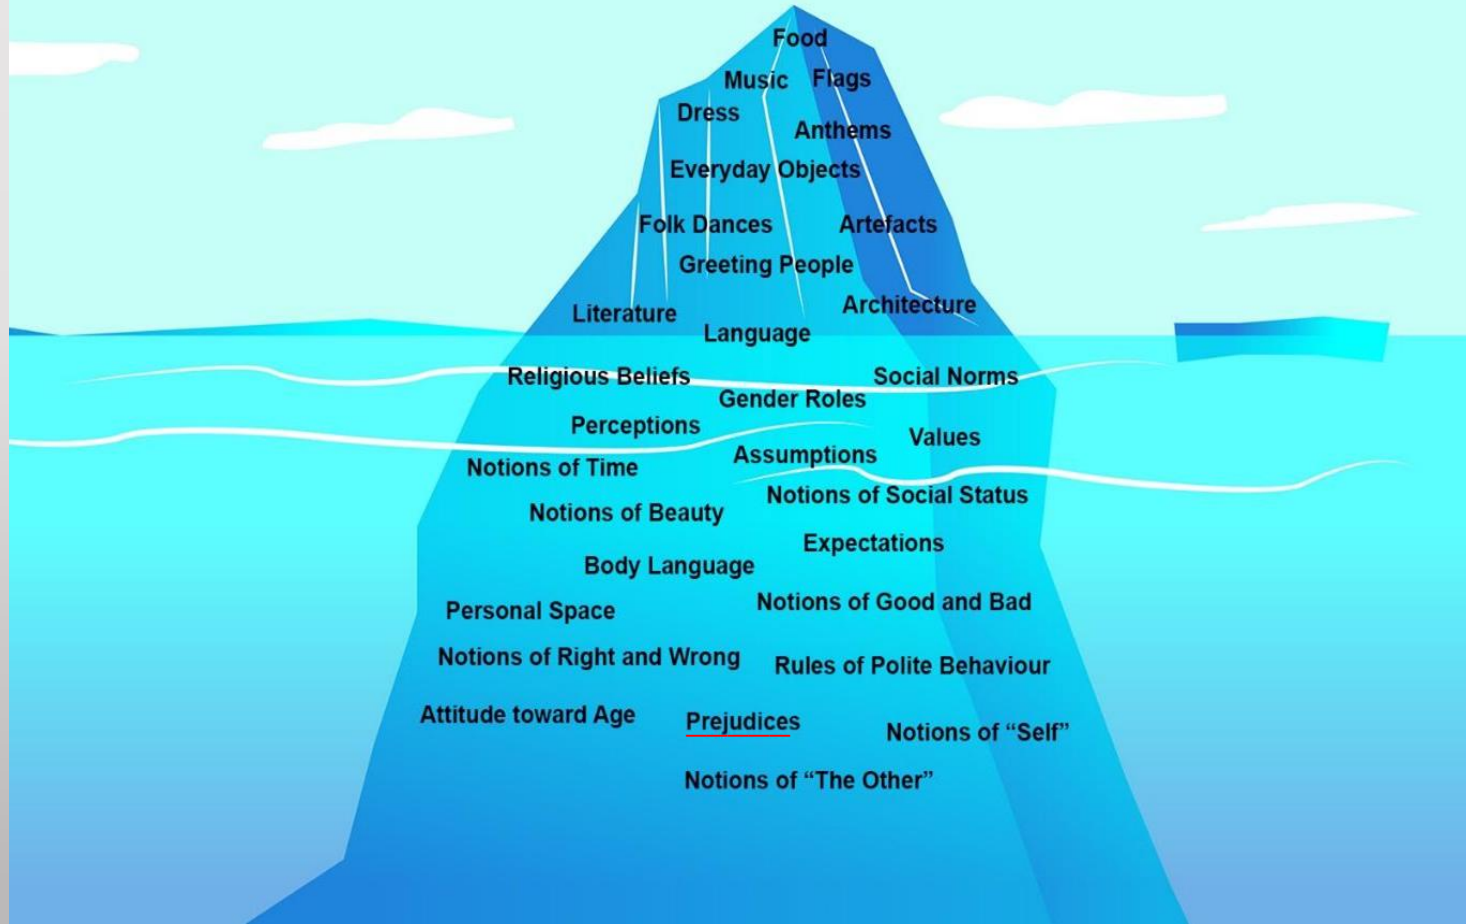 Food
Music Flags
Dress
Anthems
Everyday Objects
Folk Dances Artefacts
Greeting People
Literature Architecture
Language
Religious Beliefs Social Norms
Gender Roles
Perceptions Values
Assumptions
Notions of Time
Notions of Social Status
Notions of Beauty
Expectations
Body Language
Notions of Good and Bad
Personal Space
Notions of Right and Wrong Rules of Polite Behaviour
Attitude toward Age Prejudices Notions of “Self”
Notions of “The Other”